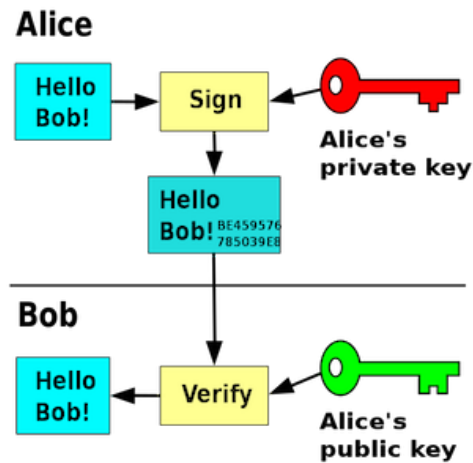 Alice
Hello
Bob!
Sign
Alice's
private key
Hello
Bob! BE459576
785039E8
Bob
Hello
Bob!
Verify
Alice's
public key